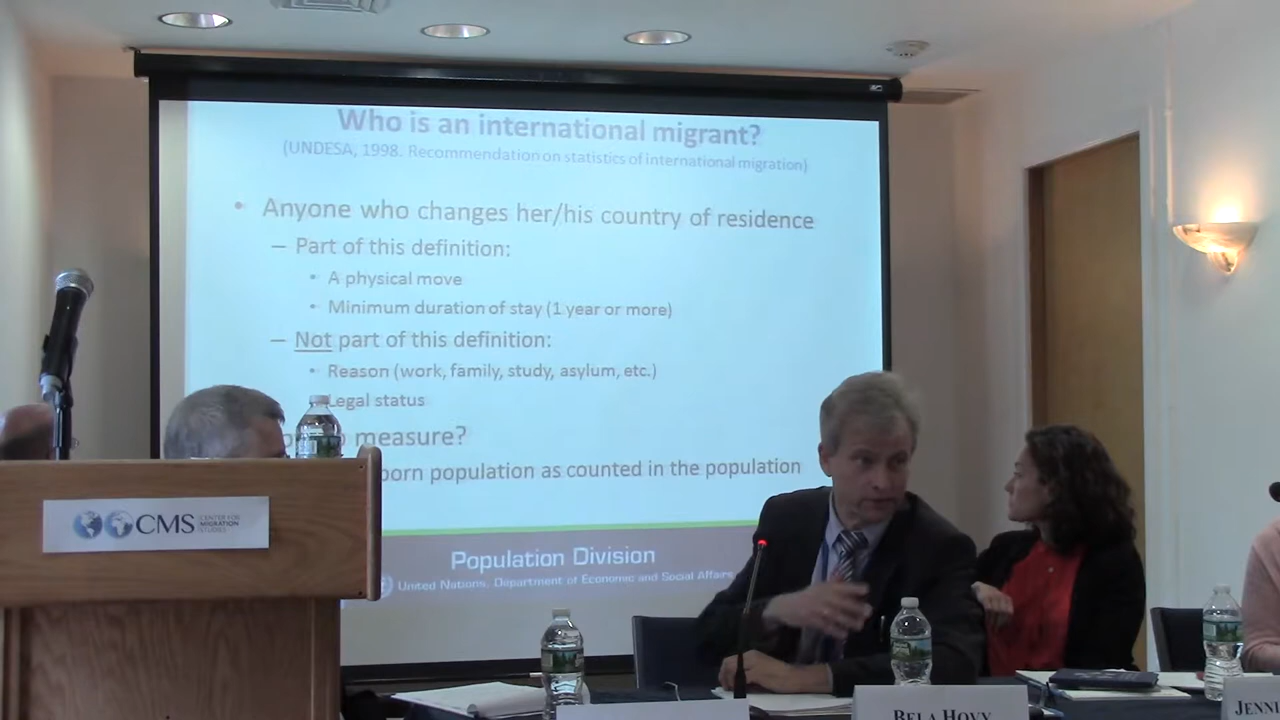 Who is an international migrant?
(UNDESA, 1998. Recommendation on statistics of international migration)
• Anyone who changes her/his country of residence
– Part of this definition:
• A physical move
• Minimum duration of stay (1 year or more)
– Not part of this definition:
• Reason (work, family, study, asylum, etc.)
Legal status
measure?
born population as counted in the population
Population Division
United Nations, Department of Economic and Social Affairs
CMS CENTER FOR
MIGRATION
STUDIES
BELA HOVY
JENNI